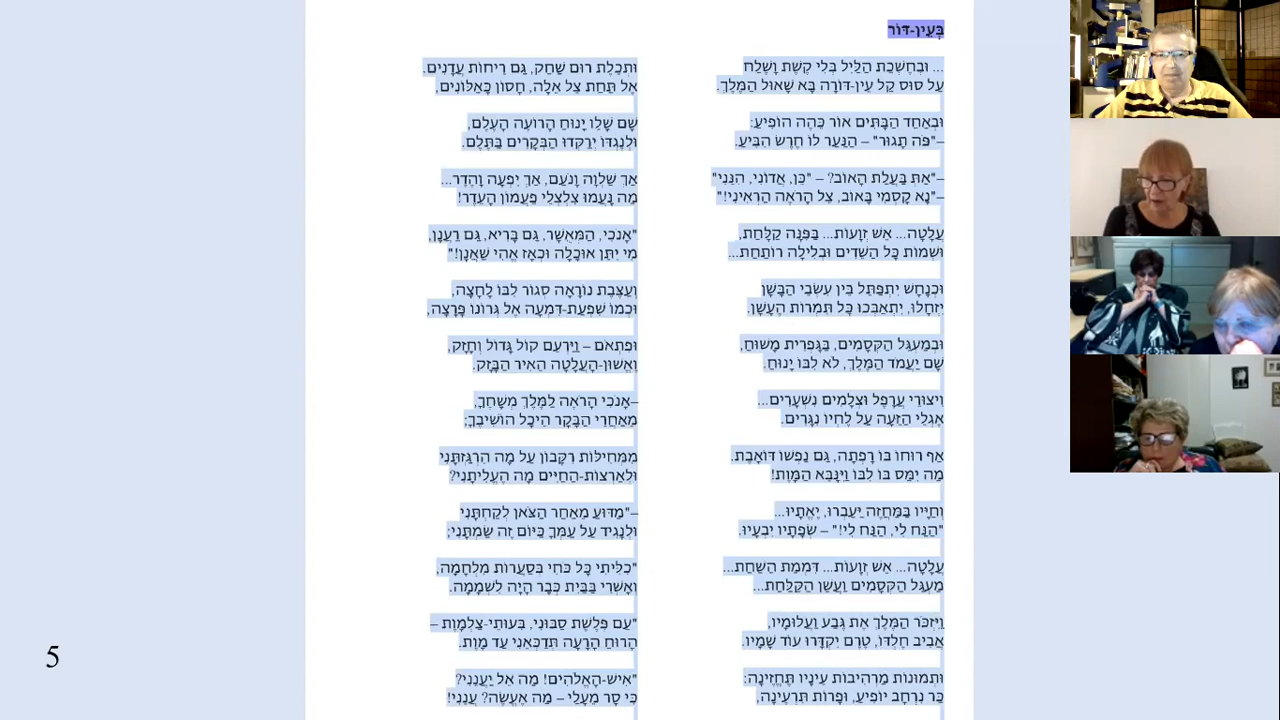 בְּעֵין-דּוֹר
... וּבְחֶשְׁכַת הַלֵּיל בְּלִי קֶשֶׁת וָשֶׁלַח
עַל סוּס קַל עֵין-דּוֹרָה בָּא שָׁאוּל הַמֶּלֶךְ.
וּבְאַחַד הַבָּתִּים אוֹר כֵּהֶה הוֹפִיעַ:
–"פֹּה תָגוּר" – הַנַּעַר לוֹ חֶרֶשׁ הִבִּיעַ.
–"אַתְּ בַּעֲלַת הָאוֹב? – "כֵּן, אֲדוֹנִי, הִנֵּנִי"
–"נָא קָסֳמִי בָּאוֹב, צֵל הָרֹאֶה הַרְאִינִי!"
עֲלָטָה... אֵשׁ זְוָעוֹת... בַּפִּנָּה קַלַּחַת,
וּשְׁמוֹת כָּל הַשֵּׁדִים וּבְלִילָה רוֹתַחַת...
וּכְנָחָשׁ יִתְפַּתֵּל בֵּין עִשְׂבֵי הַבָּשָׁן
יִזְחָלוּ, יִתְאַבְּכוּ כָּל תִּמְרוֹת הֶעָשָׁן.
וּבְמַעְגַּל הַקְּסָמִים, בַּגָּפְרִית מָשׁוּחַ,
שָׁם יַעֲמֹד הַמֶּלֶךְ, לֹא לִבּוֹ יָנוּחַ.
וִיצוּרֵי עֲרָפֶל וּצְלָמִים נִשְׂעָרִים...
אֶגְלֵי הַזֵּעָה עַל לְחָיָו נִגָּרִים.
אַף רוּחוֹ בוֹ רָפְתָה, גַּם נַפְשׁוֹ דּוֹאֶבֶת.
מַה יִּמַּס בּוֹ לִבּוֹ וַיִּנָּבֵא הַמָּוֶת!
וְחַיָּיו בַּמַּחֲזֶה יַּעַבְרוּ, יֶאֱתָיוּ...
"הַנַּח לִי, הַנַּח לִי!" – שִׂפְתָיו יִבְעָיוּ.
עֲלָטָה... אֵשׁ זְוָעוֹת... דִּמְמַת הַשַּׁחַת...
מַעְגַּל הַקְּסָמִים וַעֲשַׁן הַקַּלַּחַת...
וַיִּזְכֹּר הַמֶּלֶךְ אֶת גֶּבַע וַעֲלוּמָיו,
אֲבִיב חֶלְדּוֹ, טֶרֶם יִקְדְּרוּ עוֹד שָׁמָיו.
וּתְמוּנוֹת מַרְהִיבוֹת עֵינָיו תֶּחֱזֶינָה:
כַּר נִרְחָב יוֹפִיעַ, וּפָרוֹת תִּרְעֶינָה,
וּתְכֵלֶת רוּם שַׁחַק, גַּם רֵיחוֹת עֲדָנִים.
אֶל תַּחַת צֵל אֵלָה, חָסוֹן כָּאַלּוֹנִים,
שָׁם שָׁלֵו יָנוּחַ הָרוֹעֶה הָעֶלֶם,
וּלְנֶגְדּוֹ יְרַקְּדוּ הַבְּקָרִים בַּתֶּלֶם.
אַךְ שַׁלְוָה וָנֹעַם, אַךְ יִפְעָה וָהֶדֶר...
מַה נָּעֲמוּ צִלְצְלֵי פַעֲמוֹן הָעֵדֶר!
"אָנֹכִי, הַמְאֻשָּׁר, גַּם בָּרִיא, גַּם רַעֲנָן,
מִי יִתֵּן אוּכָלָה וּכְאָז אֱהִי שַׁאֲנָן!"
וְעַצֶּבֶת נוֹרָאָה סְגוֹר לִבּוֹ לָחָצָה,
וּכְמוֹ שִׁפְעַת-דִּמְעָה אֶל גְּרוֹנוֹ פָּרָצָה,
וּפִתְאֹם – וַיִּרְעַם קוֹל גָּדוֹל וְחָזָק,
וֶאֱשׁוּן-הָעֲלָטָה הֵאִיר הַבָּזָק.
–אָנֹכִי הָרֹאֶה לַמֶּלֶךְ מְשָׁחֲךָ,
מֵאַחֲרֵי הַבָּקָר הֵיכָל הוֹשִׁיבְךָ;
מִמְּחִילּוֹת רִקָּבוֹן עַל מָה הִרְגַּזְתָּנִי
וּלְאַרְצוֹת-הַחַיִּים מָה הֶעֱלִיתָנִי?
–"מַדּוּעַ מֵאַחַר הַצֹּאן לְקַחְתָּנִי
וּלְנָגִיד עַל עַמְּךָ כַּיּוֹם זֶה שַׂמְתָּנִי;
"כִּלִּיתִי כָּל כֹּחִי בְּסַעֲרוֹת מִלְחָמָה,
וְאָשְׁרִי בַּבַּיִת כְּבָר הָיָה לִשְׁמָמָה.
"עַם פְּלֶשֶׁת סַבּוּנִי, בִּעוּתֵי-צַלְמָוֶת –
הָרוּחַ הָרָעָה תְּדַכְּאֵנִי עַד מָוֶת.
"אִישׁ-הָאֱלֹהִים! מָה אֵל יַעֲנֵנִי?
כִּי סָר מֵעָלַי – מָה אֶעֱשֶׂה? עֲנֵנִי!
5